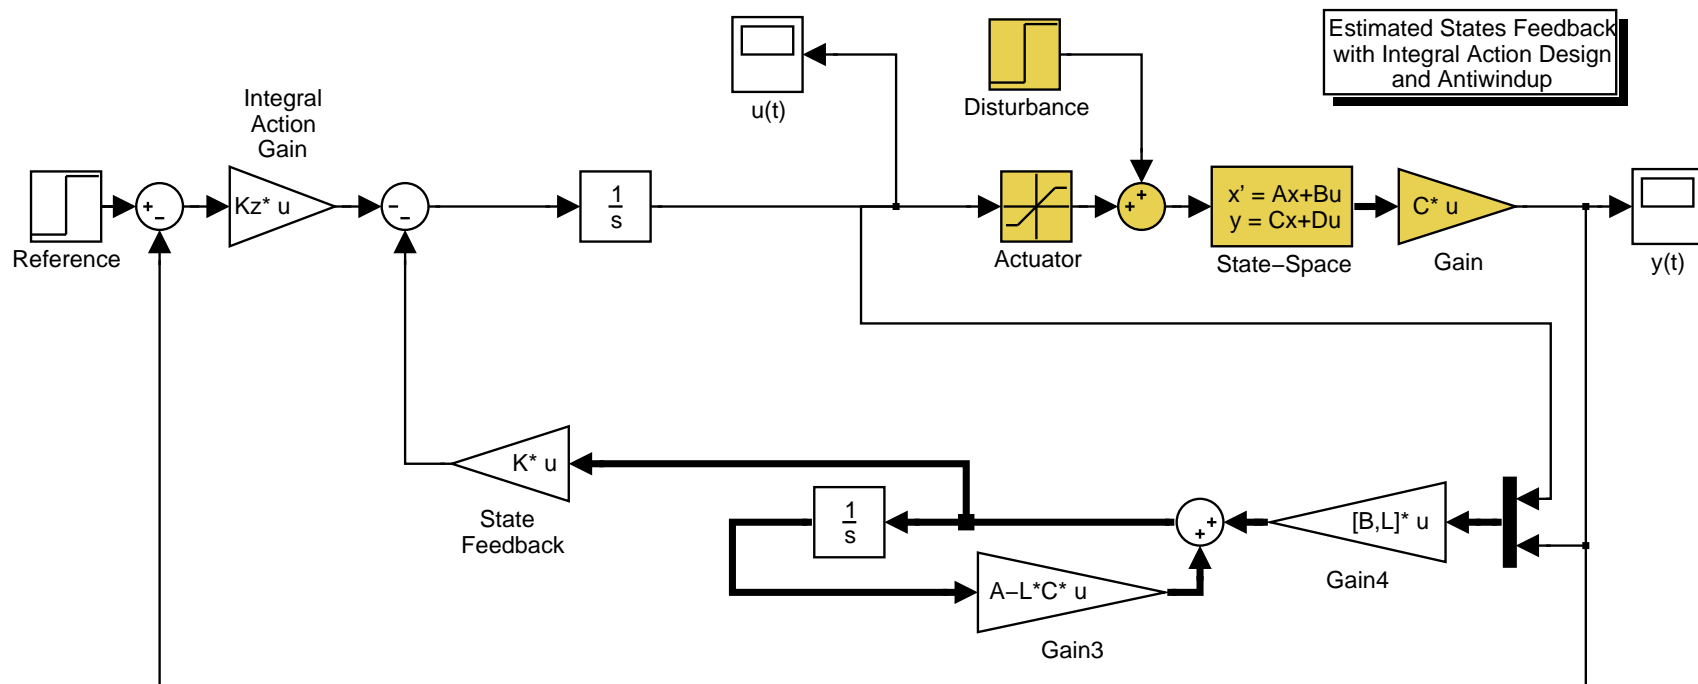 Estimated States Feedback
with Integral Action Design
and Antiwindup
u(t)
Disturbance
Integral
Action
Gain
Reference
+
−
Kz* u
−
−
1
s
Actuator
+
+
x' = Ax+Bu
y = Cx+Du
State−Space
C* u
Gain
y(t)
K* u
State
Feedback
1
s
+
+
[B,L]* u
Gain4
A−L*C* u
Gain3